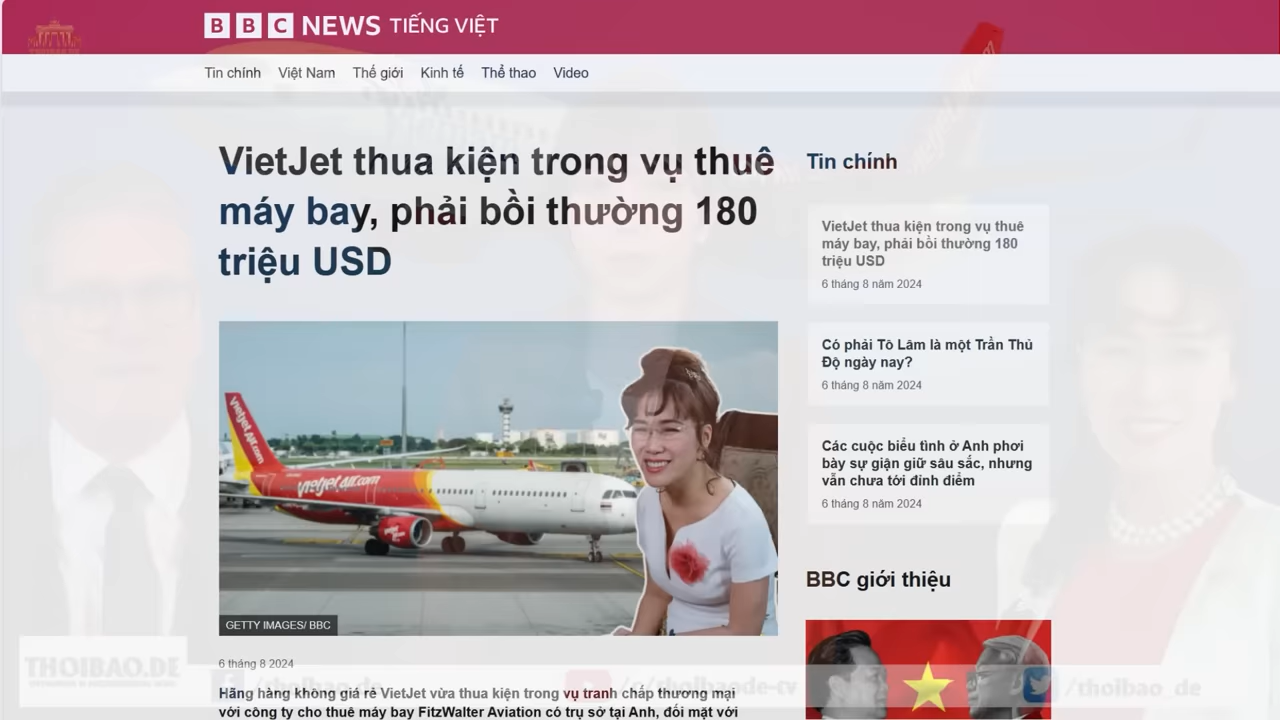 BBC NEWS TIẾNG VIỆT
Tin chính Việt Nam Thế giới Kinh tế Thể thao Video
VietJet thua kiện trong vụ thuê
máy bay, phải bồi thường 180
triệu USD
vietjetAir.com
vietjetAir.com
GETTY IMAGES/ BBC
6 tháng 8 2024
Hãng hàng không giá rẻ VietJet vừa thua kiện trong vụ tranh chấp thương mại
với công ty cho thuê máy bay FitzWalter Aviation có trụ sở tại Anh, đối mặt với
Tin chính
VietJet thua kiện trong vụ thuê
máy bay, phải bồi thường 180
triệu USD
6 tháng 8 năm 2024
Có phải Tô Lâm là một Trần Thủ
Độ ngày nay?
6 tháng 8 năm 2024
Các cuộc biểu tình ở Anh phơi
bày sự giận giữ sâu sắc, nhưng
vẫn chưa tới đỉnh điểm
6 tháng 8 năm 2024
BBC giới thiệu
THOIBAO.DE
/thoibao_de